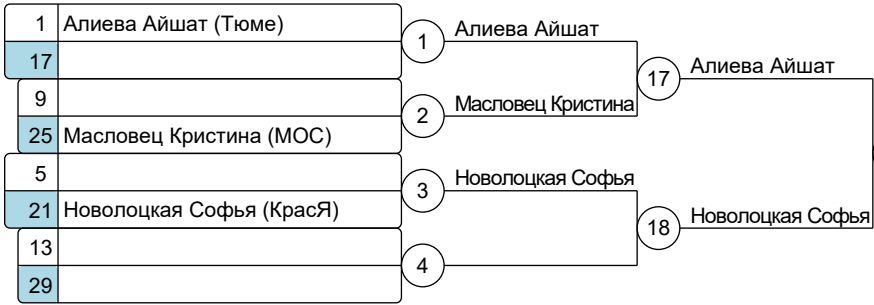 1 Алиева Айшат (Тюме)
17
9
25 Масловец Кристина (МОС)
5
21 Новолоцкая Софья (КрасЯ)
13
29
1 Алиева Айшат
2 Масловец Кристина
3 Новолоцкая Софья
4
17 Алиева Айшат
18 Новолоцкая Софья